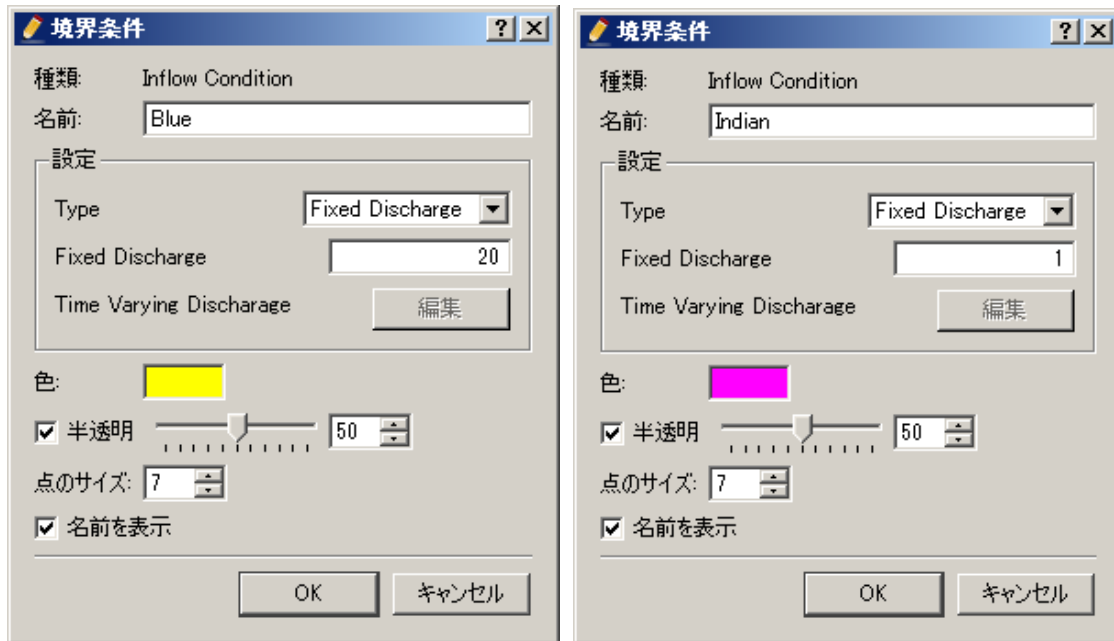 境界条件
種類: Inflow Condition
名前: Blue
設定
Type Fixed Discharge
Fixed Discharge 20
Time Varying Discharage 編集
色:
半透明 50
点のサイズ: 7
名前を表示
OK キャンセル
境界条件
種類: Inflow Condition
名前: Indian
設定
Type Fixed Discharge
Fixed Discharge 1
Time Varying Discharage 編集
色:
半透明 50
点のサイズ: 7
名前を表示
OK キャンセル